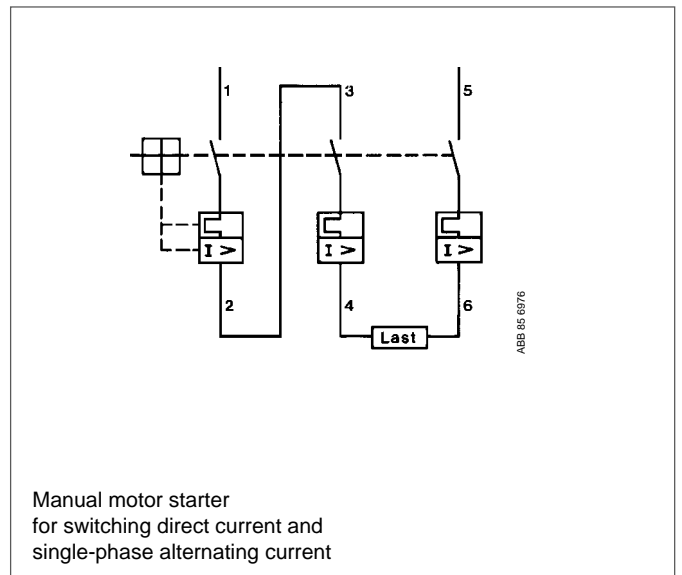 1 3 5
I > I > I >
2 4 6
Last
ABB 85 6976
Manual motor starter
for switching direct current and
single-phase alternating current